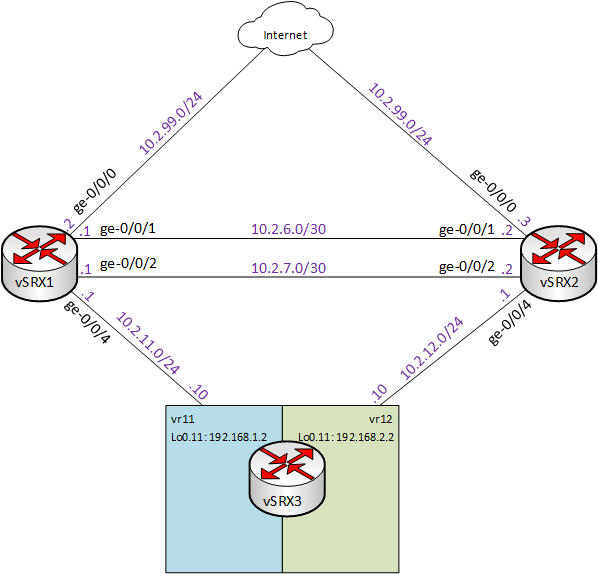 Internet
10.2.99.0/24
10.2.99.0/24
ge-0/0/0
ge-0/0/0
.2
.3
.1
ge-0/0/1
10.2.6.0/30
ge-0/0/1
.2
.1
ge-0/0/2
10.2.7.0/30
ge-0/0/2
.2
vSRX1
vSRX2
.1
.1
ge-0/0/4
ge-0/0/4
10.2.11.0/24
10.2.12.0/24
.10
.10
vr11
vr12
Lo0.11: 192.168.1.2
Lo0.11: 192.168.2.2
vSRX3